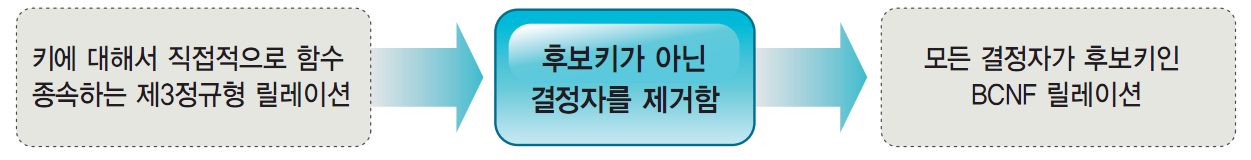 키에 대해서 직접적으로 함수
종속하는 제3정규형 릴레이션
후보키가 아닌
결정자를 제거함
모든 결정자가 후보키인
BCNF 릴레이션